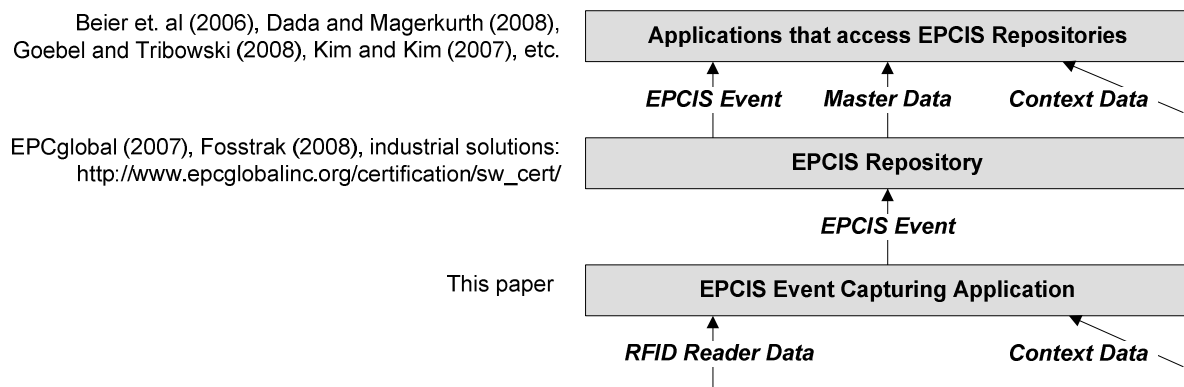 Beier et. al (2006), Dada and Magerkurth (2008),
Goebel and Tribowski (2008), Kim and Kim (2007), etc.
Applications that access EPCIS Repositories
EPCIS Event
Master Data
Context Data
EPCglobal (2007), Fosstrak (2008), industrial solutions:
http://www.epcglobalinc.org/certification/sw_cert/
EPCIS Repository
EPCIS Event
This paper
EPCIS Event Capturing Application
RFID Reader Data
Context Data